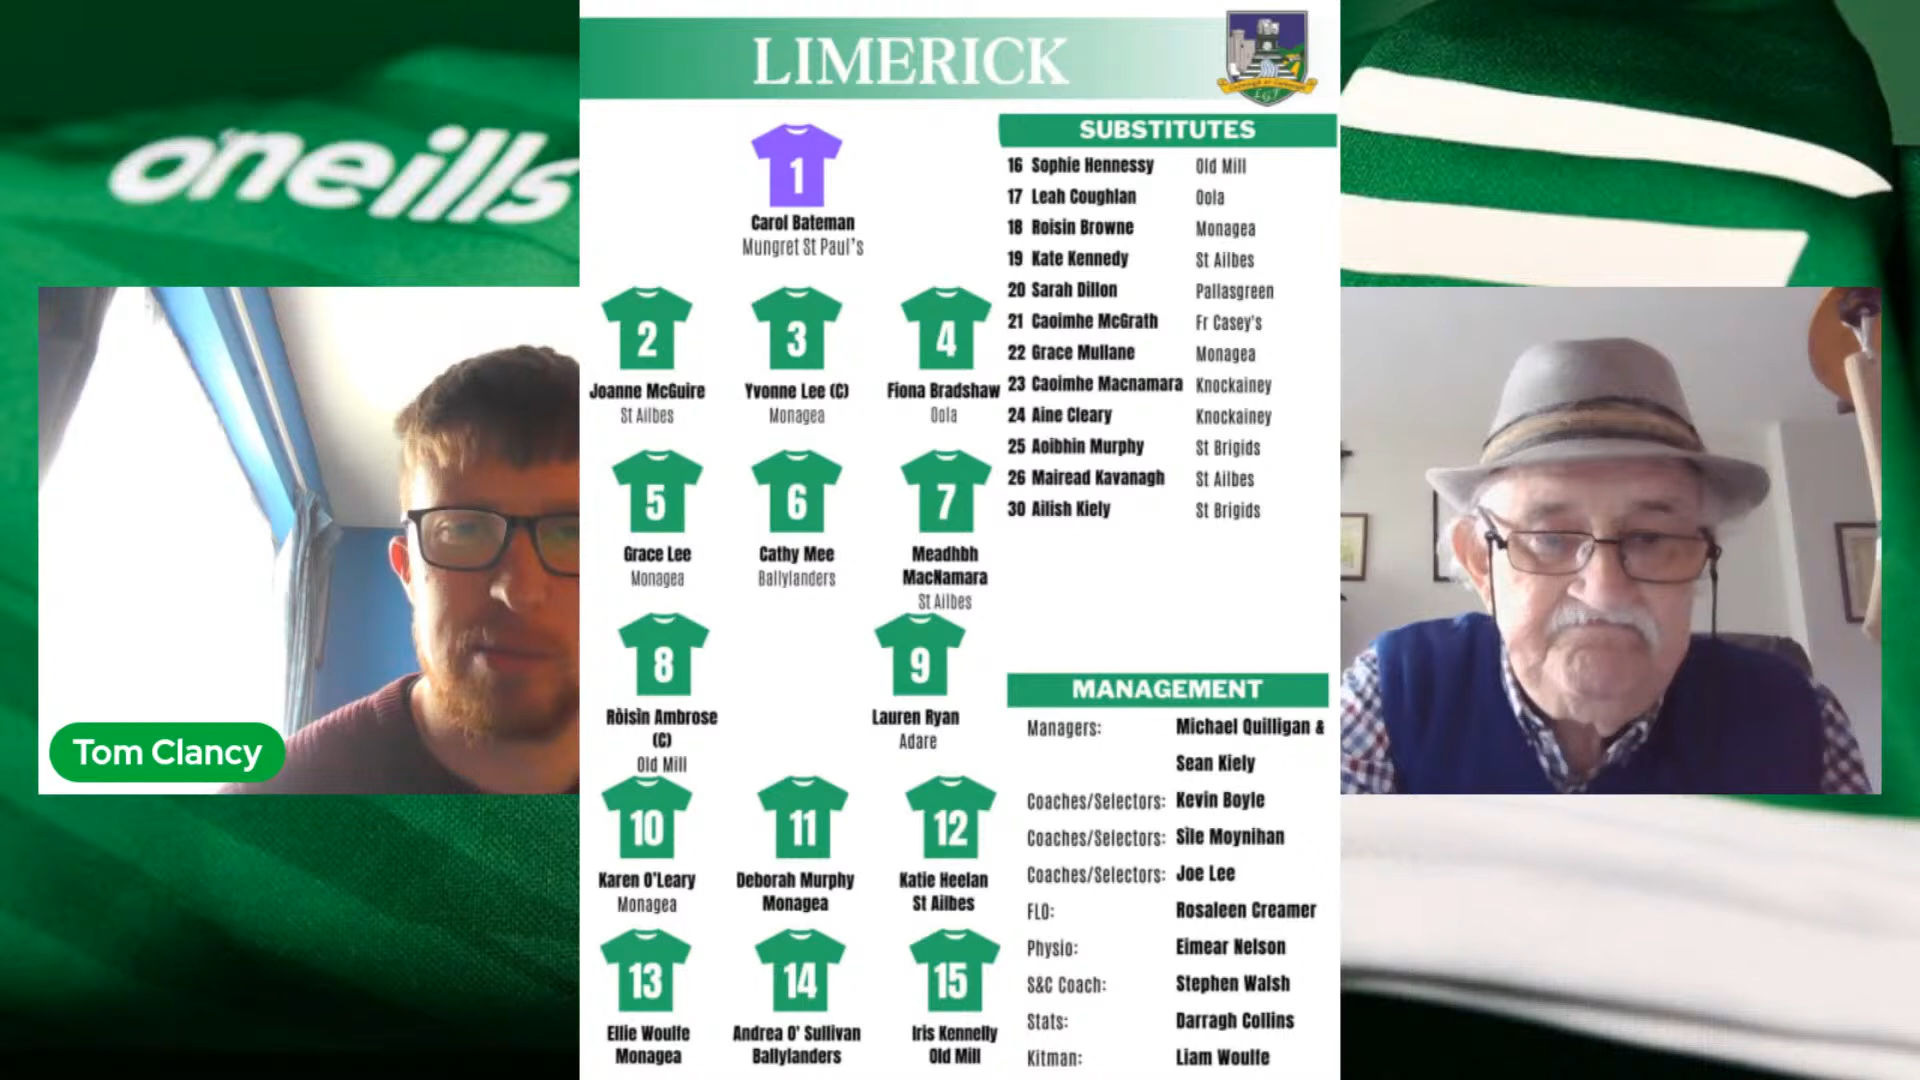 o'neills
LIMERICK
1
Carol Bateman
Mungret St Paul's
2
Joanne McGuire
St Ailbes
3
Yvonne Lee (C)
Monagea
4
Fiona Bradshaw
Oola
5
Grace Lee
Monagea
6
Cathy Mee
Ballylanders
7
Meadhbh
MacNamara
St Ailbes
8
Ròisìn Ambrose
(C)
Old Mill
9
Lauren Ryan
Adare
10
Karen O'Leary
Monagea
11
Deborah Murphy
Monagea
12
Katie Heelan
St Ailbes
13
Ellie Woulfe
Monagea
14
Andrea O' Sullivan
Ballylanders
15
Iris Kennelly
Old Mill
SUBSTITUTES
16 Sophie Hennessy Old Mill
17 Leah Coughlan Oola
18 Roisin Browne Monagea
19 Kate Kennedy St Ailbes
20 Sarah Dillon Pallasgreen
21 Caoimhe McGrath Fr Casey's
22 Grace Mullane Monagea
23 Caoimhe Macnamara Knockainey
24 Aine Cleary Knockainey
25 Aoibhin Murphy St Brigids
26 Mairead Kavanagh St Ailbes
30 Ailish Kiely St Brigids
MANAGEMENT
Managers: Michael Quilligan &
Sean Kiely
Coaches/Selectors: Kevin Boyle
Coaches/Selectors: Sìle Moynihan
Coaches/Selectors: Joe Lee
FLO: Rosaleen Creamer
Physio: Eimear Nelson
S&C Coach: Stephen Walsh
Stats: Darragh Collins
Kitman: Liam Woulfe
Tom Clancy